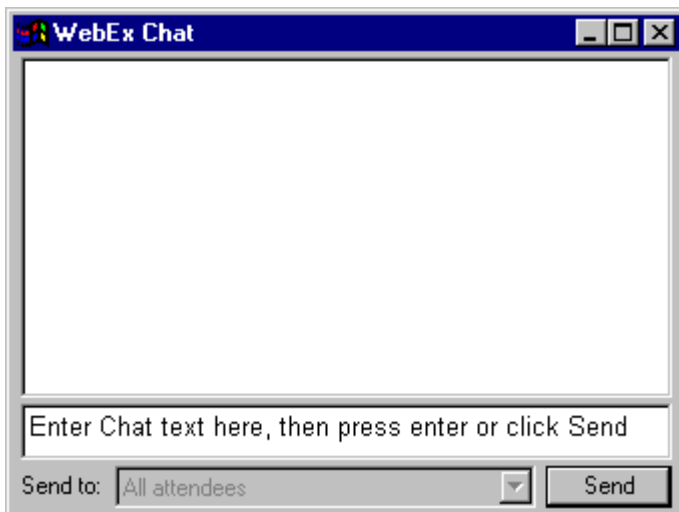 WebEx Chat
Enter Chat text here, then press enter or click Send
Send to: All attendees Send